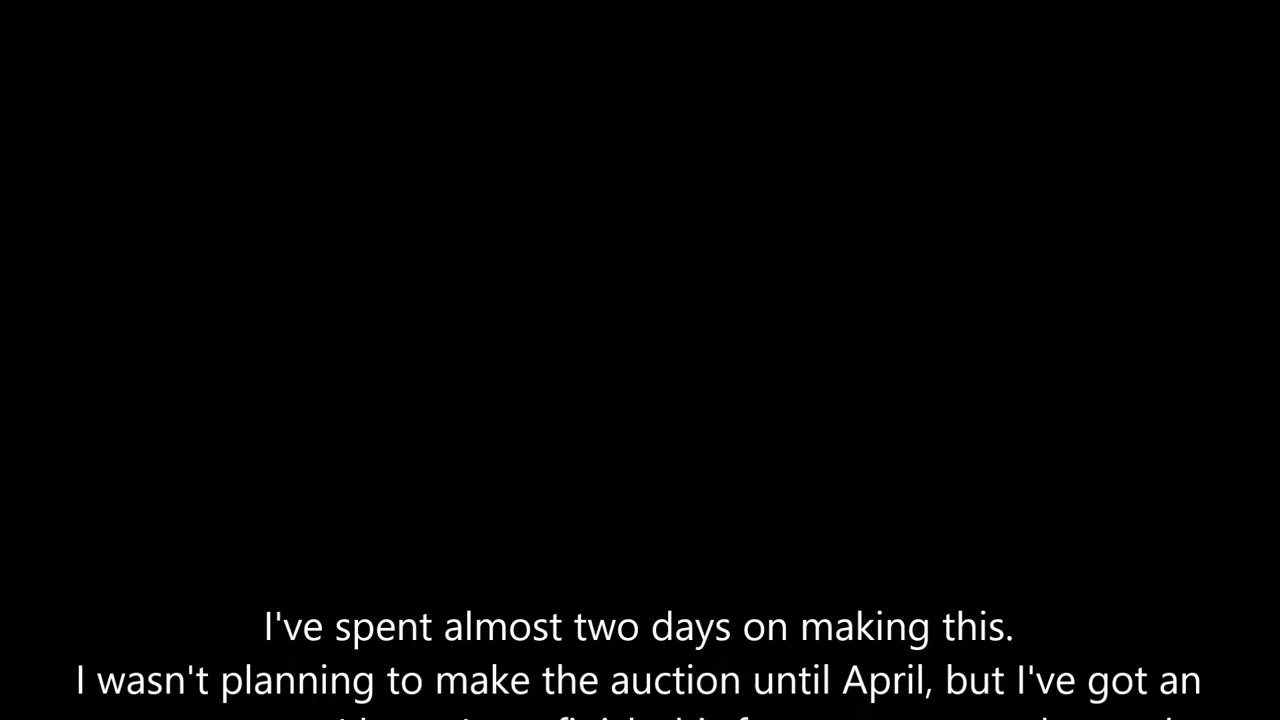 I've spent almost two days on making this.
I wasn't planning to make the auction until April, but I've got an